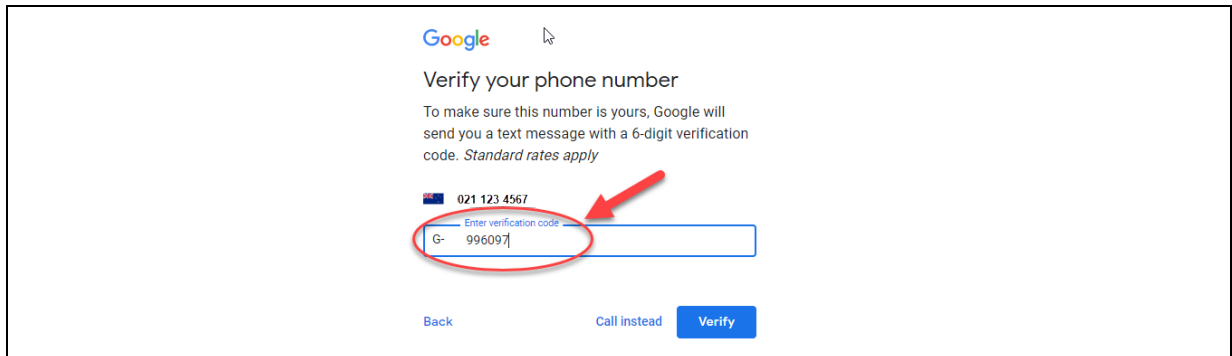 Google
Verify your phone number
To make sure this number is yours, Google will
send you a text message with a 6-digit verification
code. Standard rates apply
021 123 4567
Enter verification code
G- 996097
Back Call instead Verify